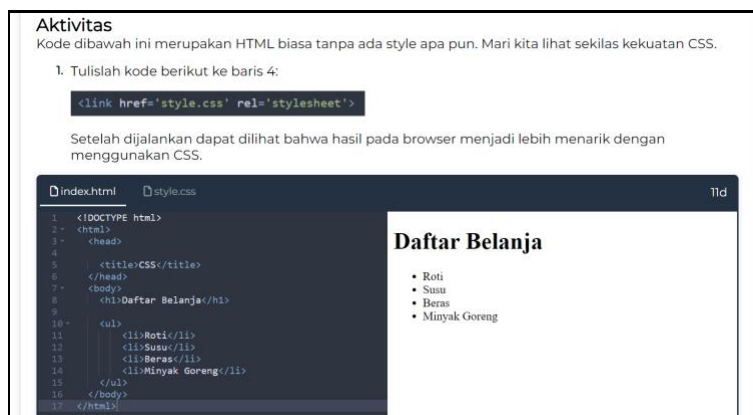 Aktivitas
Kode dibawah ini merupakan HTML biasa tanpa ada style apa pun. Mari kita lihat sekilas kekuatan CSS.
1. Tulislah kode berikut ke baris 4:
<link href='style.css' rel='stylesheet'>
Setelah dijalankan dapat dilihat bahwa hasil pada browser menjadi lebih menarik dengan
menggunakan CSS.
index.html style.css 11d
1 <!DOCTYPE html>
2 <html>
3 <head>
4
5 <title>CSS</title>
6 </head>
7 <body>
8 <h1>Daftar Belanja</h1>
9
10 <ul>
11 <li>Roti</li>
12 <li>Susu</li>
13 <li>Beras</li>
14 <li>Minyak Goreng</li>
15 </ul>
16 </body>
17 </html>
Daftar Belanja
• Roti
• Susu
• Beras
• Minyak Goreng